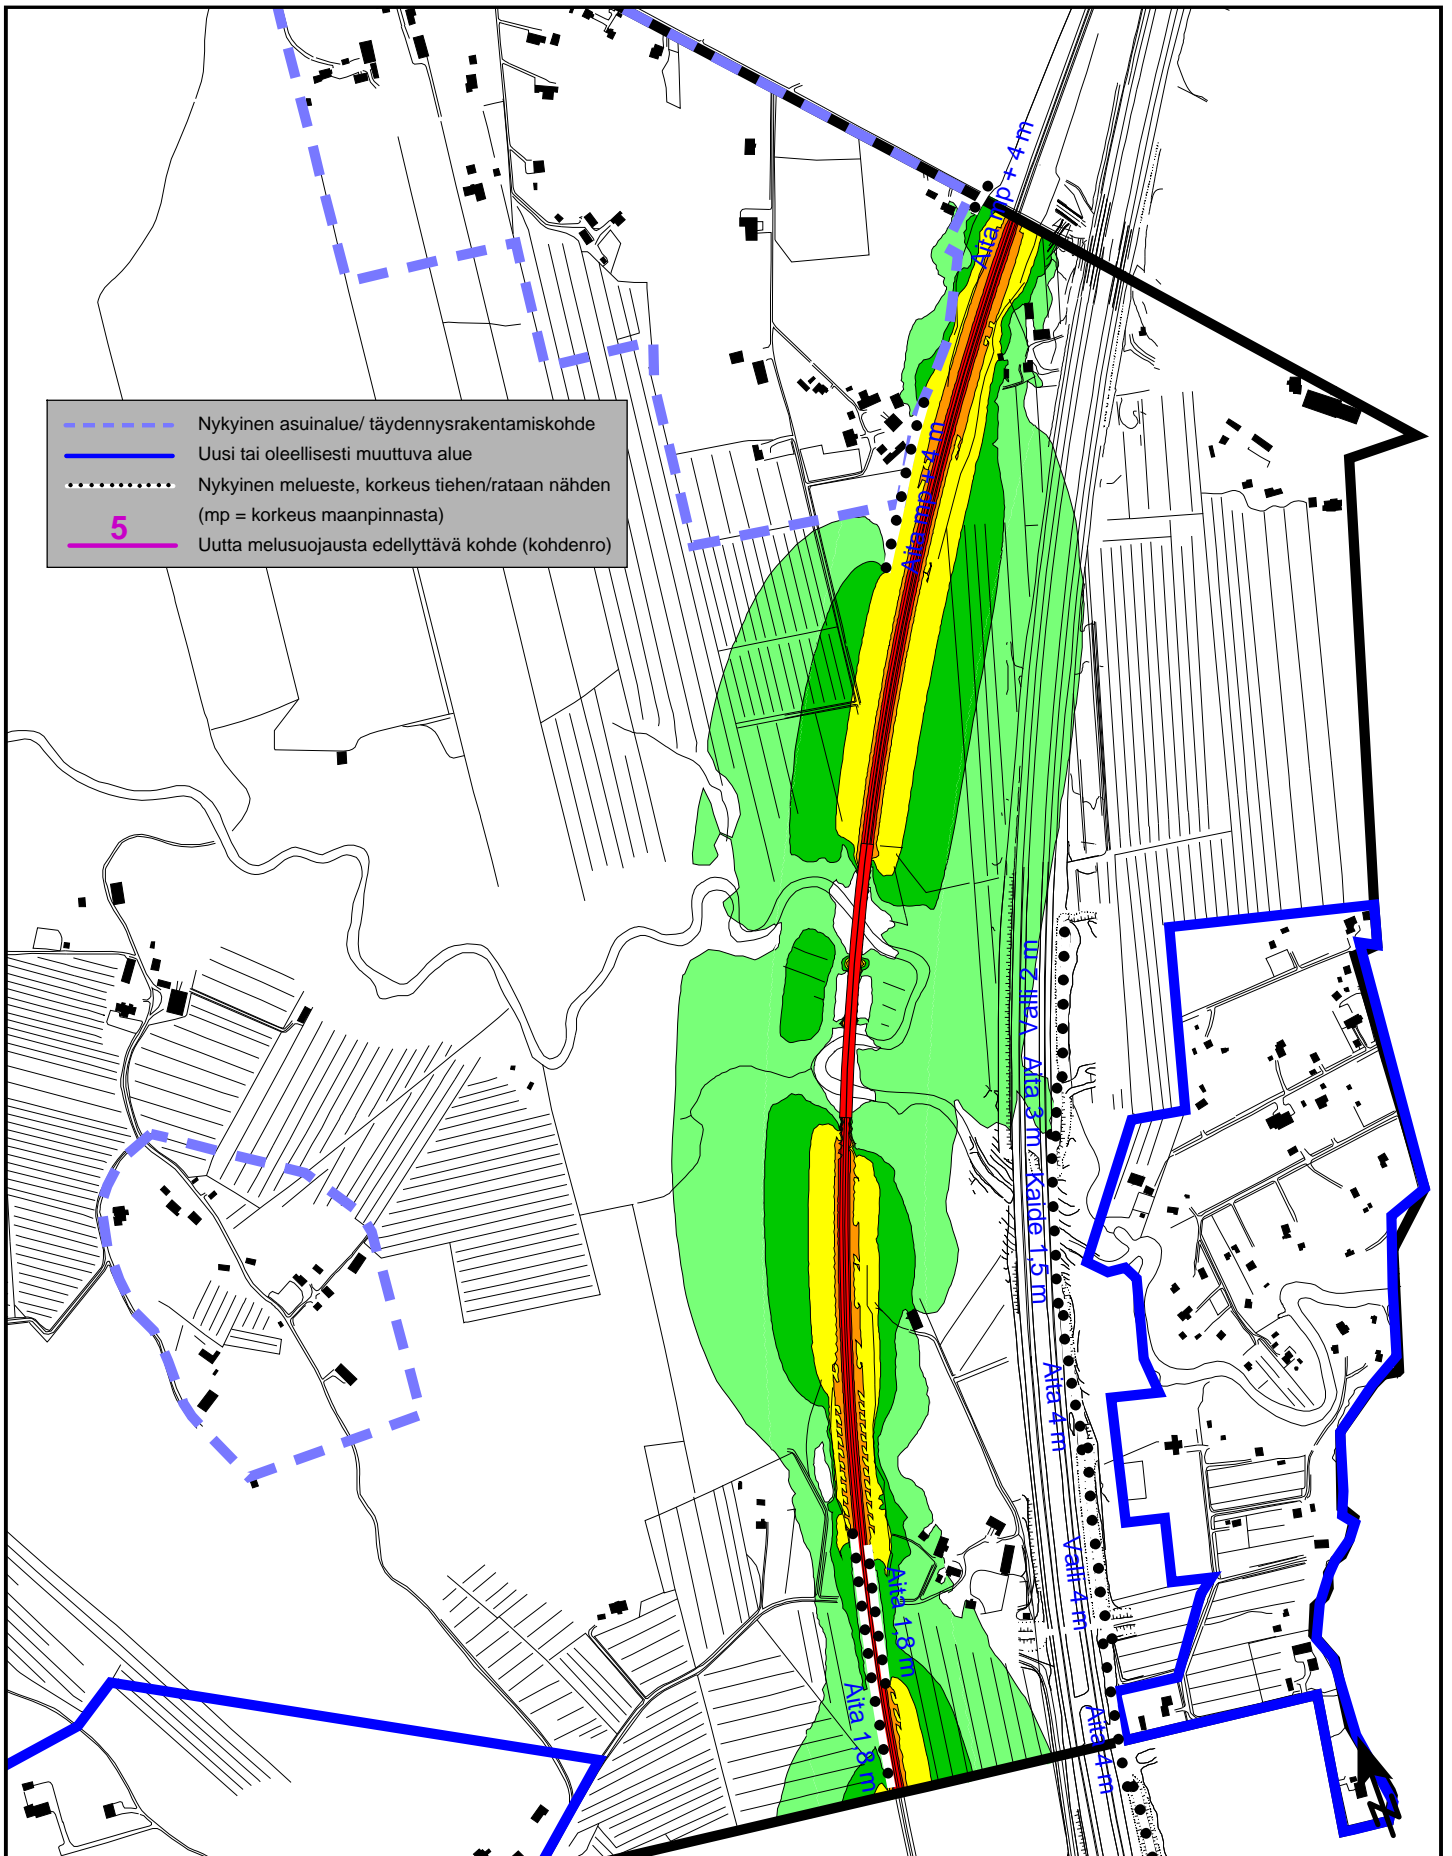 Aita mp + 4 m
Nykyinen asuinalue/ täydennysrakentamiskohde
Uusi tai oleellisesti muuttuva alue
Nykyinen melueste, korkeus tiehen/rataan nähden
(mp = korkeus maanpinnasta)
5
Uutta melusuojausta edellyttävä kohde (kohdenro)
Aita mp + 4 m
Valli 2 m
Aita 3 m
Kaide 1,5 m
Aita 4 m
Valli 4 m
Aita 1,8 m
Aita 1,8 m
Aita 4 m
N